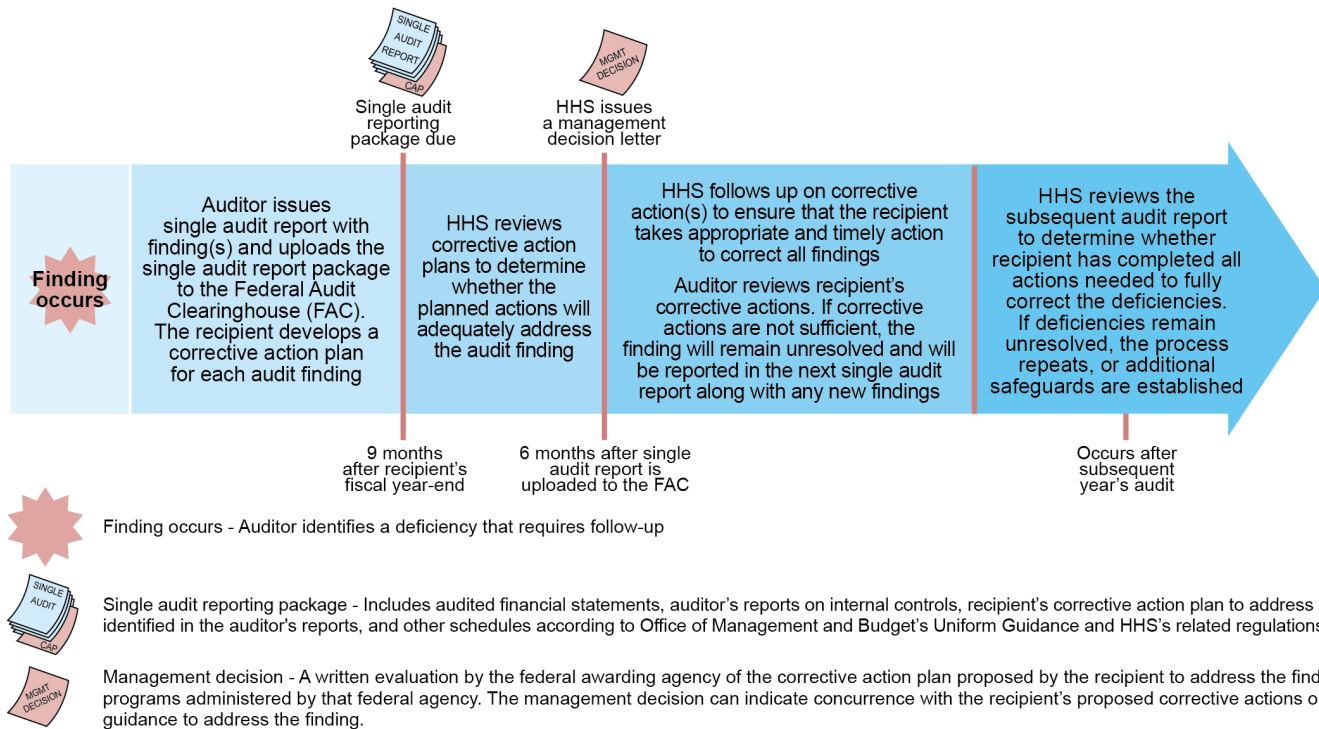 SINGLE
AUDIT
REPORT
CAP
MGMT
DECISION
Single audit
reporting
package due
HHS issues
a management
decision letter
Finding
occurs
Auditor issues
single audit report with
finding(s) and uploads the
single audit report package
to the Federal Audit
Clearinghouse (FAC).
The recipient develops a
corrective action plan
for each audit finding
HHS reviews
corrective action
plans to determine
whether the
planned actions will
adequately address
the audit finding
HHS follows up on corrective
action(s) to ensure that the recipient
takes appropriate and timely action
to correct all findings
Auditor reviews recipient's
corrective actions. If corrective
actions are not sufficient, the
finding will remain unresolved and will
be reported in the next single audit
report along with any new findings
HHS reviews the
subsequent audit report
to determine whether
recipient has completed all
actions needed to fully
correct the deficiencies.
If deficiencies remain
unresolved, the process
repeats, or additional
safeguards are established
9 months
after recipient's
fiscal year-end
6 months after single
audit report is
uploaded to the FAC
Occurs after
subsequent
year's audit
Finding occurs - Auditor identifies a deficiency that requires follow-up
SINGLE
AUDIT
CAP
Single audit reporting package - Includes audited financial statements, auditor's reports on internal controls, recipient's corrective action plan to address
identified in the auditor's reports, and other schedules according to Office of Management and Budget's Uniform Guidance and HHS's related regulations
MGMT
DECISION
Management decision - A written evaluation by the federal awarding agency of the corrective action plan proposed by the recipient to address the find
programs administered by that federal agency. The management decision can indicate concurrence with the recipient's proposed corrective actions o
guidance to address the finding.